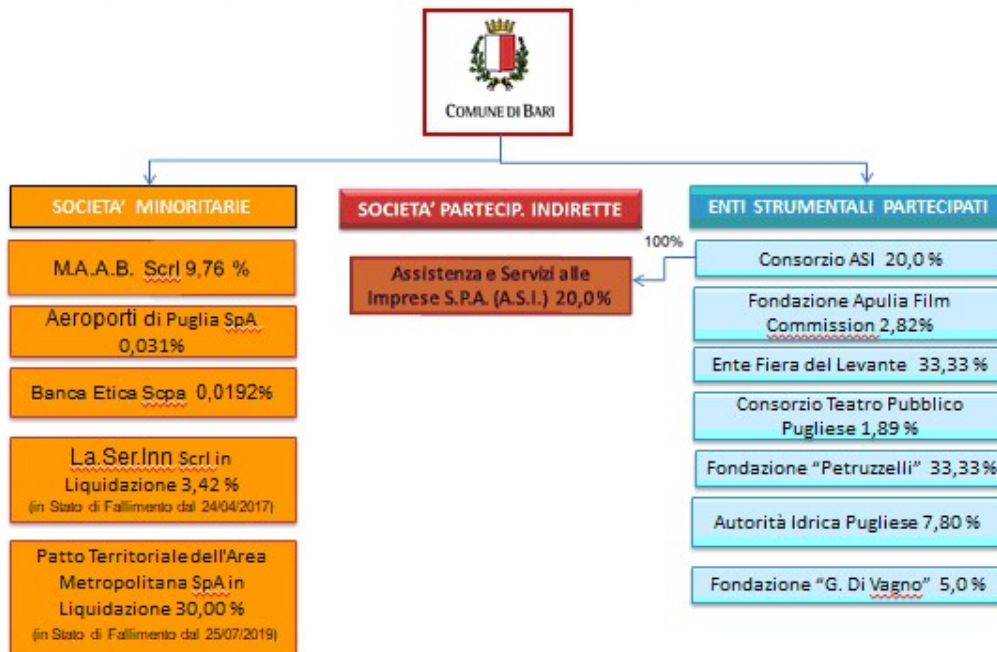 COMUNE DI BARI
SOCIETA' MINORITARIE
M.A.A.B. Scrl 9,76 %
Aeroporti di Puglia SpA
0,031%
Banca Etica Scpa 0,0192%
La.Ser.Inn Scrl in
Liquidazione 3,42 %
(in Stato di Fallimento dal 24/04/2017)
Patto Territoriale dell'Area
Metropolitana SpA in
Liquidazione 30,00 %
(in Stato di Fallimento dal 25/07/2019)
SOCIETA' PARTECIP. INDIRETTE
100%
Assistenza e Servizi alle
Imprese S.P.A. (A.S.I.) 20,0%
ENTI STRUMENTALI PARTECIPATI
Consorzio ASI 20,0 %
Fondazione Apulia Film
Commission 2,82%
Ente Fiera del Levante 33,33 %
Consorzio Teatro Pubblico
Pugliese 1,89 %
Fondazione "Petruzzelli" 33,33%
Autorità Idrica Pugliese 7,80 %
Fondazione "G. Di Vagno" 5,0 %